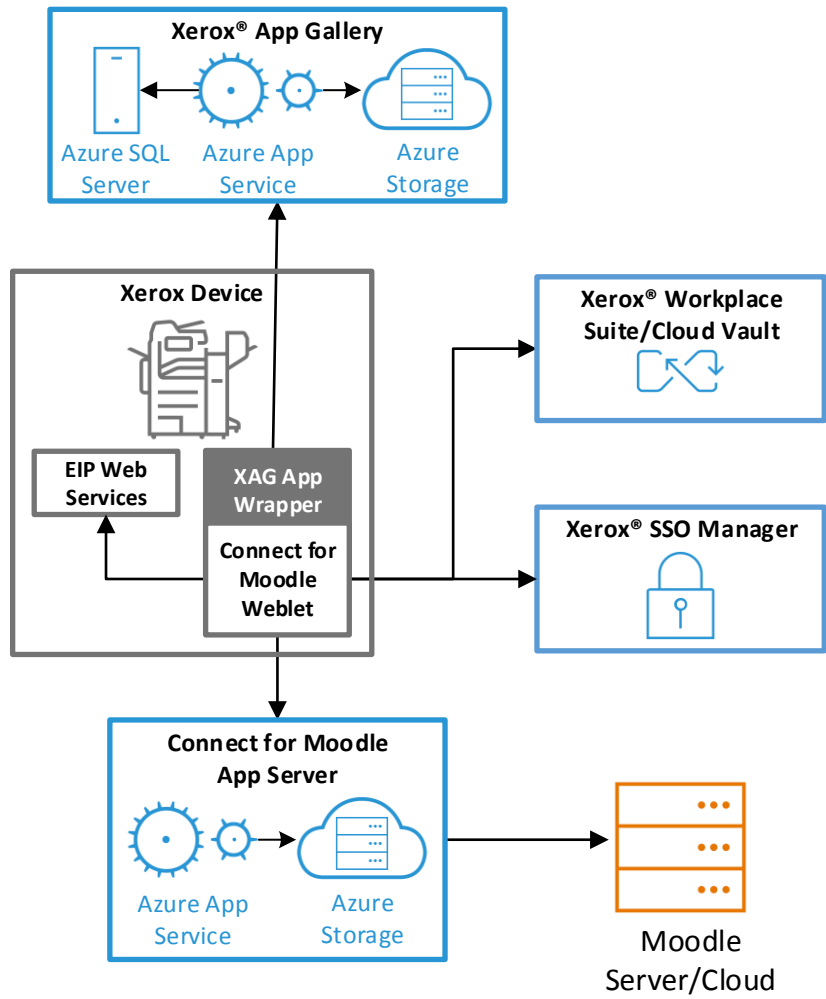 Xerox® App Gallery
Azure SQL
Server
Azure App
Service
Azure
Storage
Xerox Device
EIP Web
Services
XAG App
Wrapper
Connect for
Moodle
Weblet
Xerox® Workplace
Suite/Cloud Vault
Xerox® SSO Manager
Connect for Moodle
App Server
Azure App
Service
Azure
Storage
Moodle
Server/Cloud